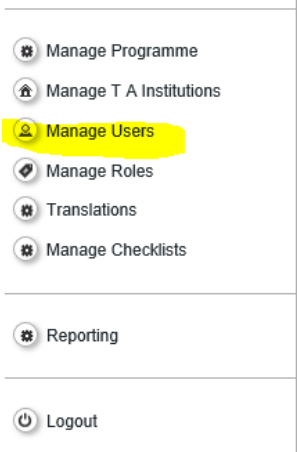 Manage Programme
Manage T A Institutions
Manage Users
Manage Roles
Translations
Manage Checklists
Reporting
Logout